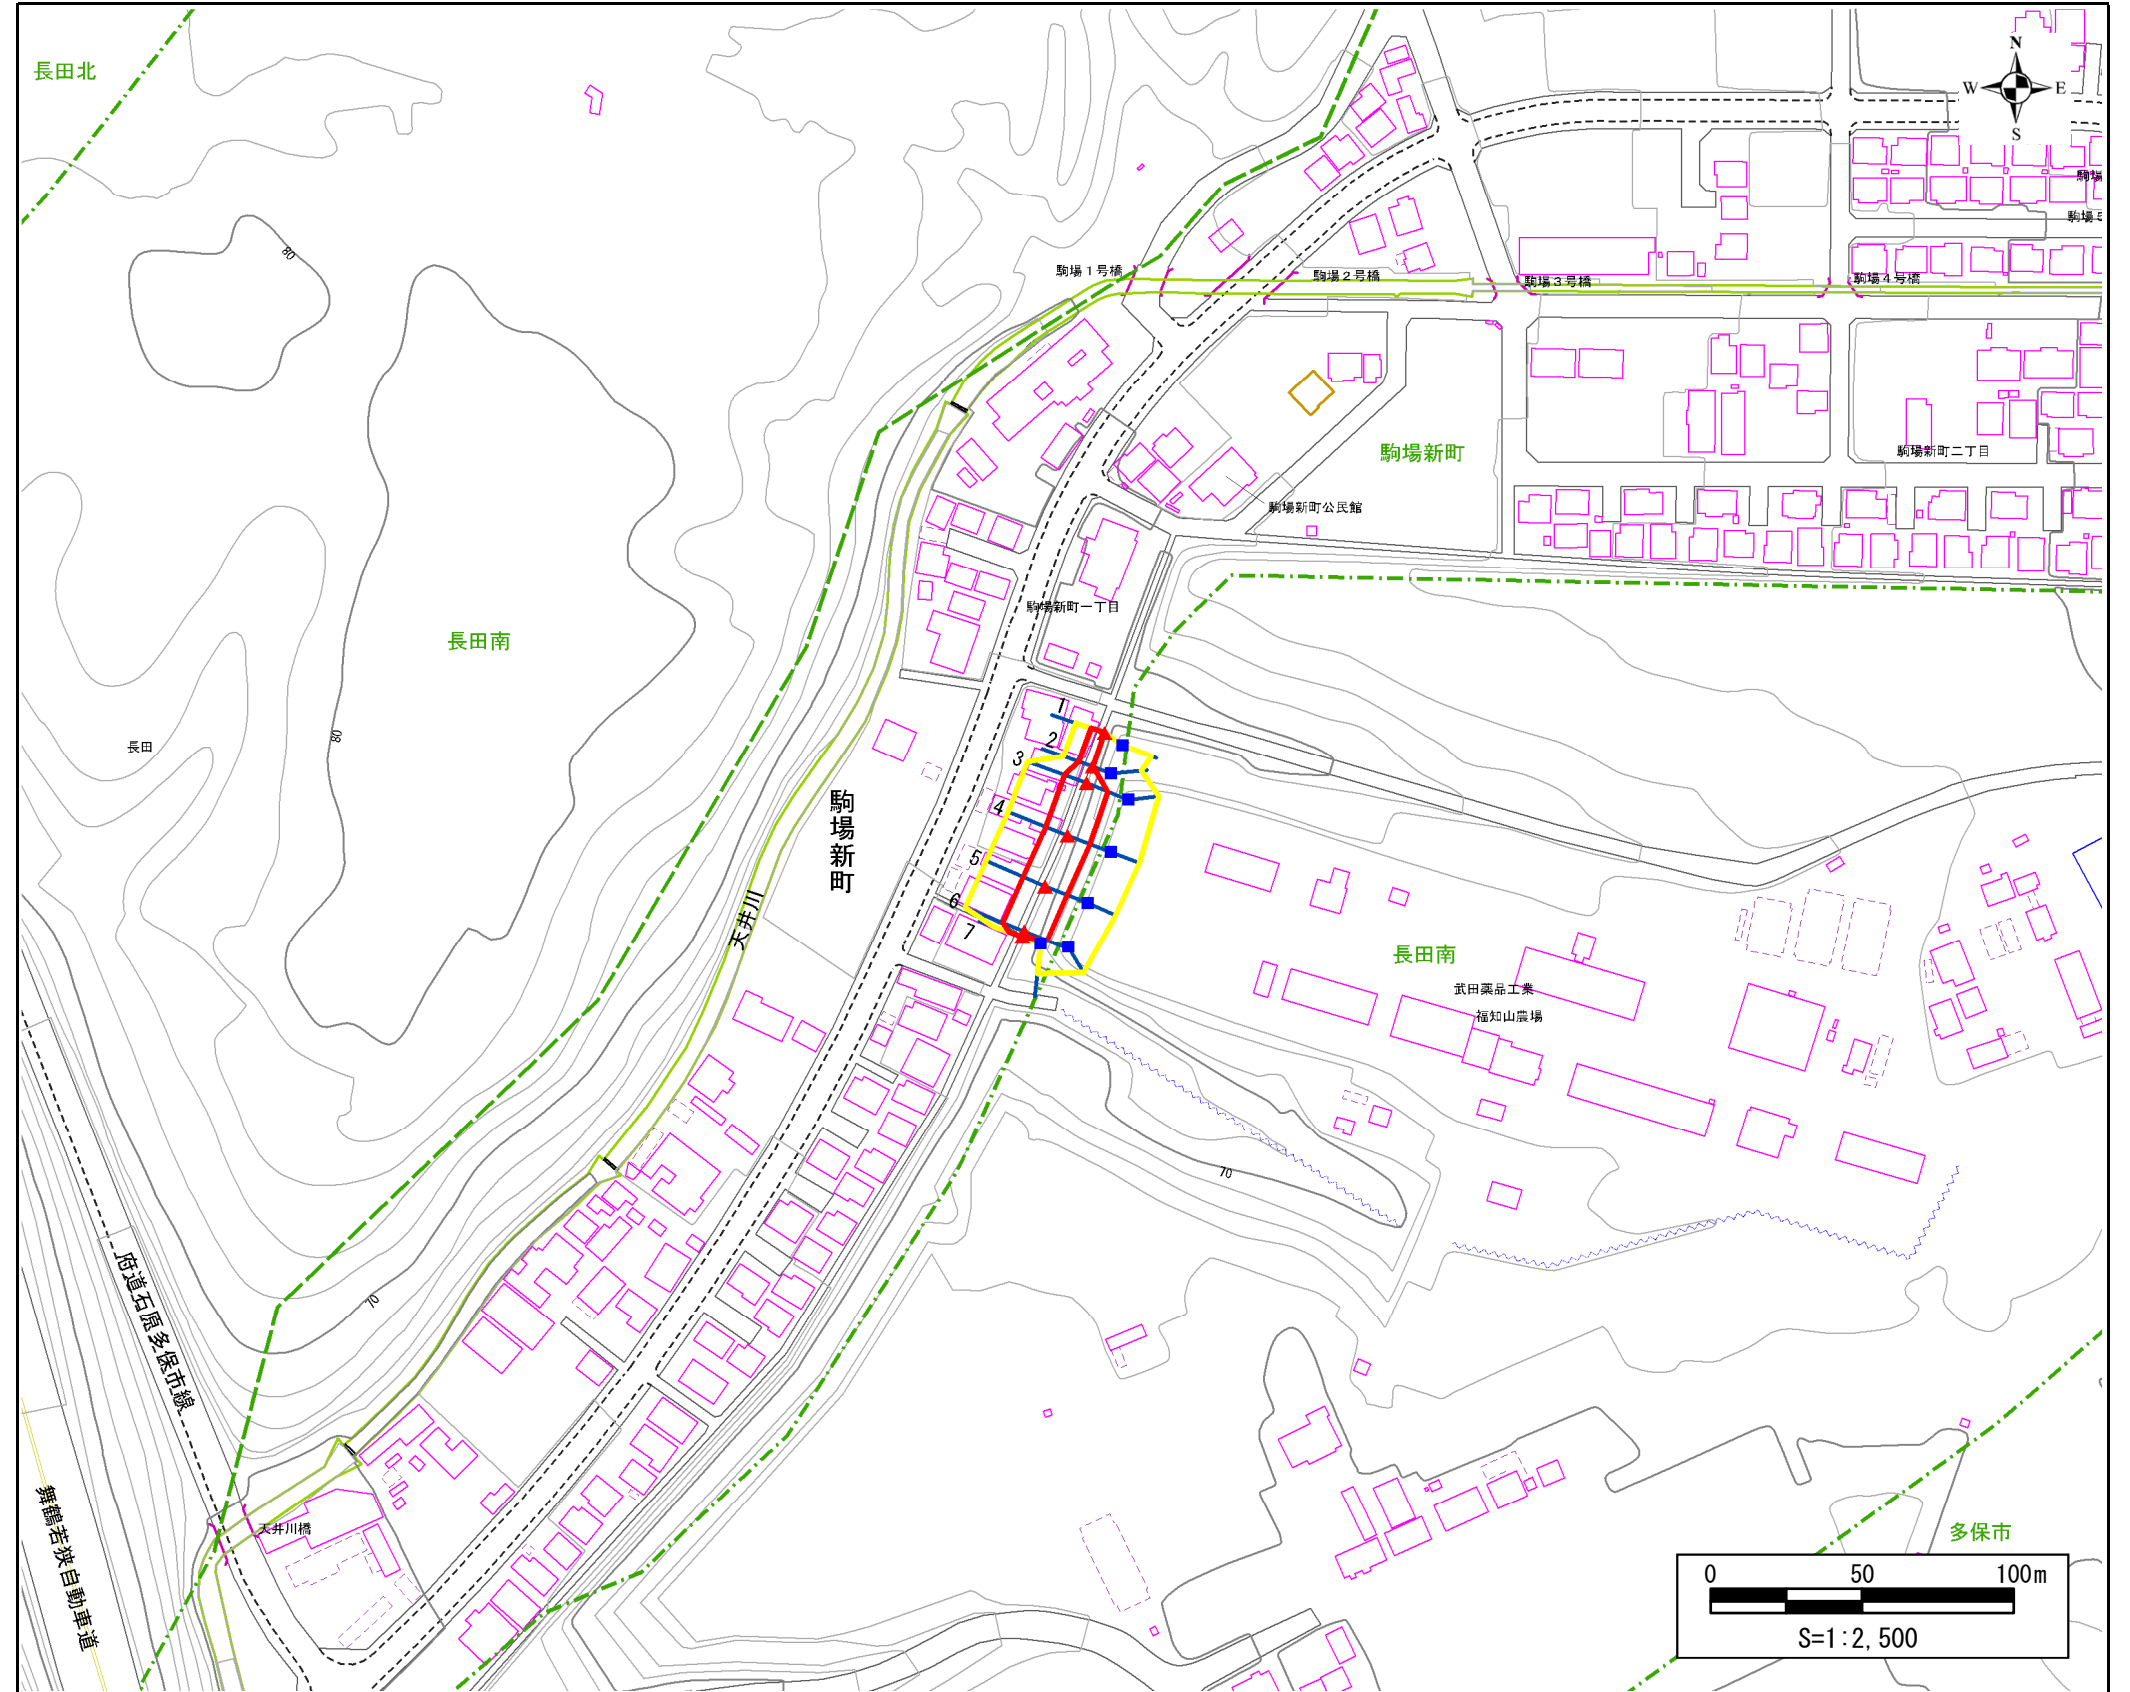 長田北
N
W
E
S
80
駒場
駒場5
駒場１号橋
駒場２号橋
駒場３号橋
駒場４号橋
駒場新町
駒場新町二丁目
駒場新町公民館
駒場新町一丁目
長田南
80
長田
1
2
3
4
5
6
7
駒場新町
天井川
長田南
武田薬品工業
福知山農場
70
70
府道石原多保市線
舞鶴若狭自動車道
天井川橋
多保市
0 50 100m
S=1:2,500